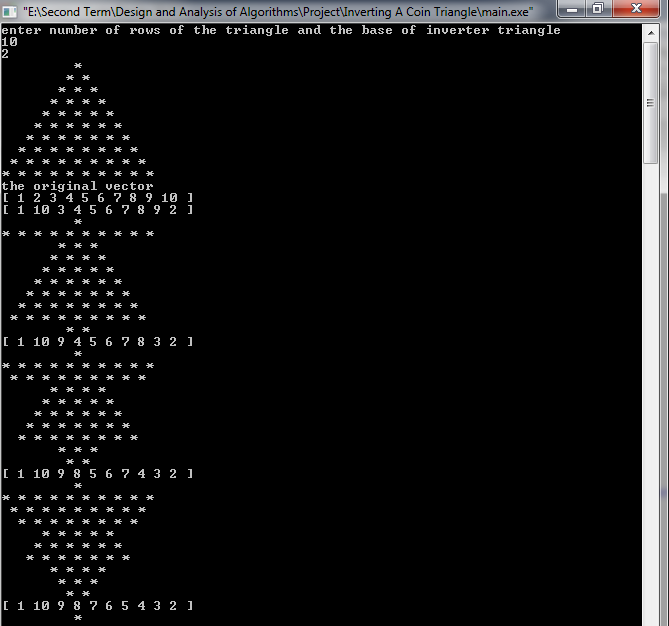 "E:\Second Term\Design and Analysis of Algorithms\Project\Inverting A Coin Triangle\main.exe"
enter number of rows of the triangle and the base of inverter triangle
10
2
*
* *
* * *
* * * *
* * * * *
* * * * * *
* * * * * * *
* * * * * * * *
* * * * * * * * *
* * * * * * * * * *
the original vector
[ 1 2 3 4 5 6 7 8 9 10 ]
[ 1 10 3 4 5 6 7 8 9 2 ]
*
* * * * * * * * * *
* * *
* * * *
* * * * *
* * * * * *
* * * * * * *
* * * * * * * *
* * * * * * * * *
* *
[ 1 10 9 4 5 6 7 8 3 2 ]
*
* * * * * * * * * *
* * * * * * * * *
* * * *
* * * * *
* * * * * *
* * * * * * *
* * * * * * * *
* * *
* *
[ 1 10 9 8 5 6 7 4 3 2 ]
*
* * * * * * * * * *
* * * * * * * * *
* * * * * * * *
* * * * *
* * * * * *
* * * * * * *
* * * *
* * *
* *
[ 1 10 9 8 7 6 5 4 3 2 ]
*